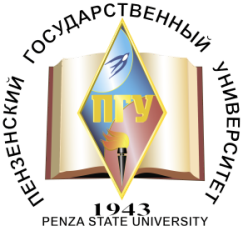 ПЕНЗЕНСКИЙ ГОСУДАРСТВЕННЫЙ УНИВЕРСИТЕТ
ПГУ
1943
PENZA STATE UNIVERSITY